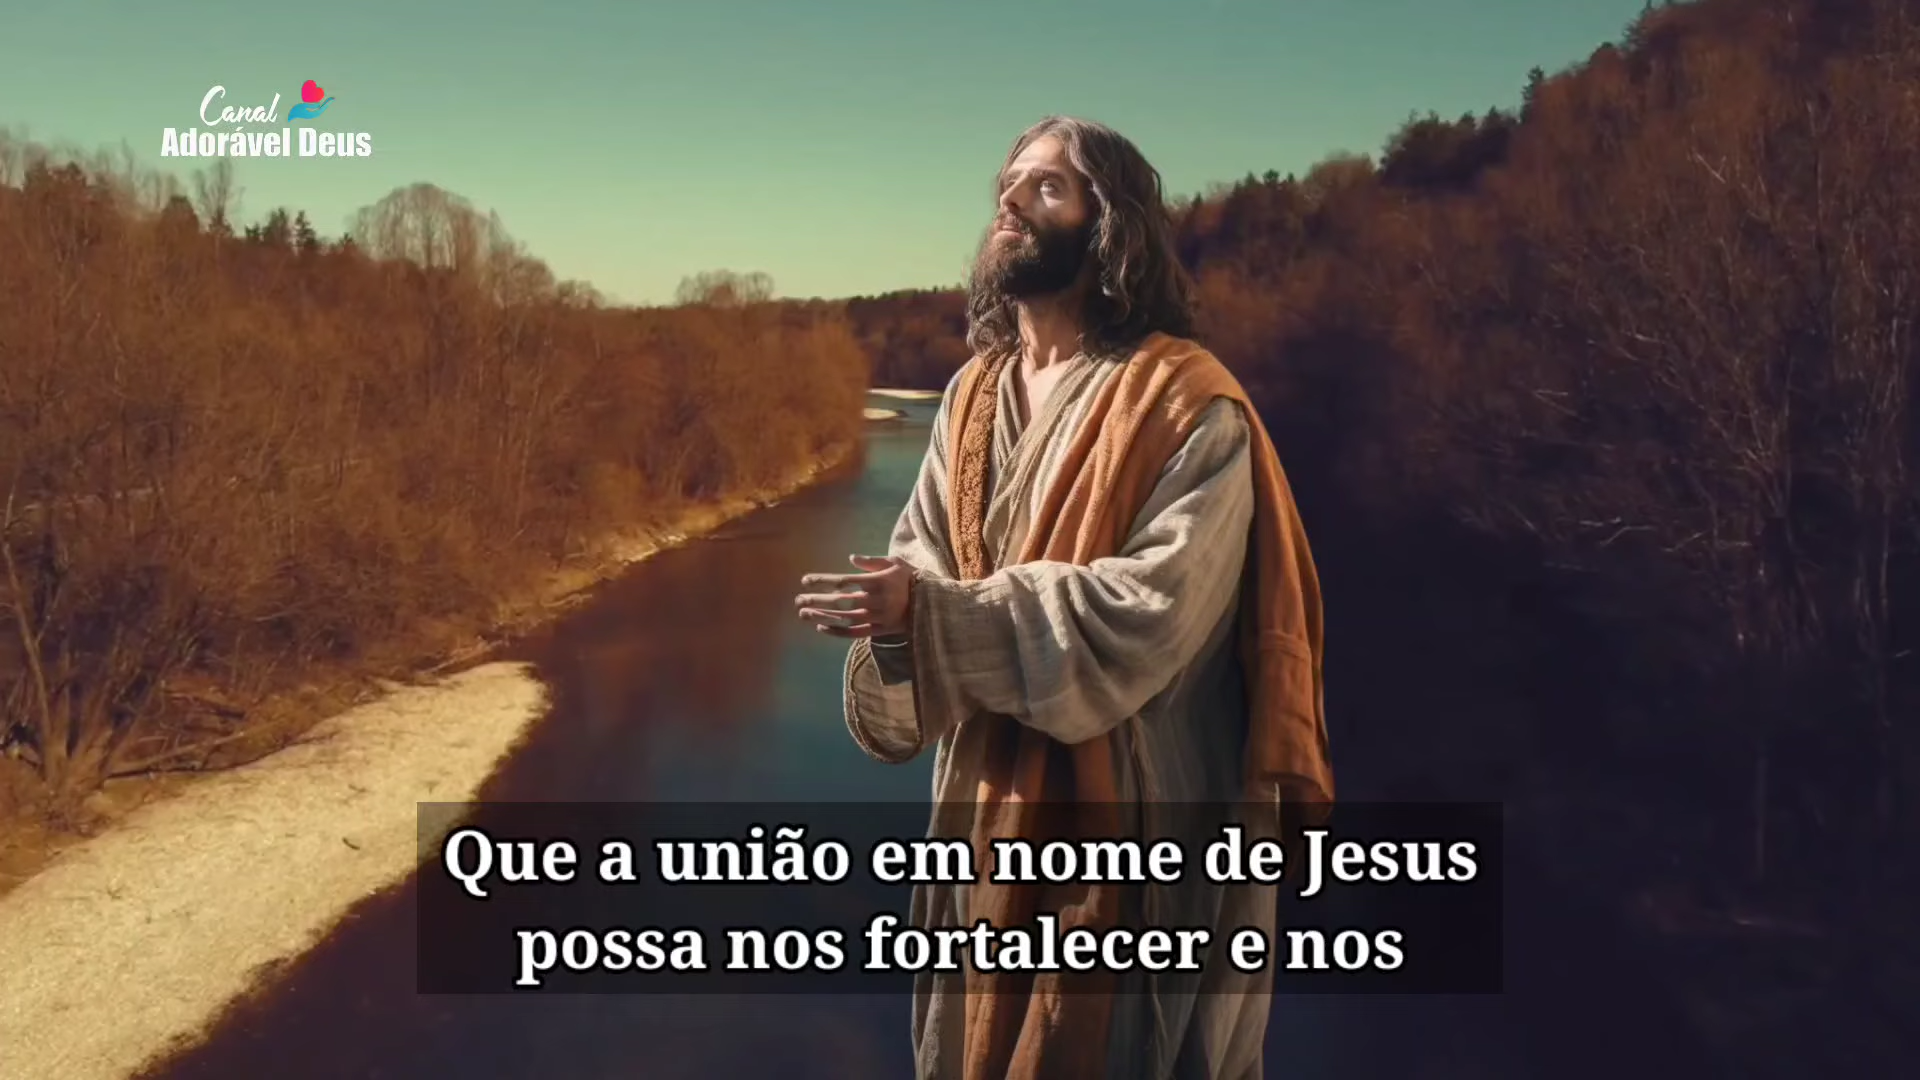 Canal
Adorável Deus
Que a união em nome de Jesus
possa nos fortalecer e nos